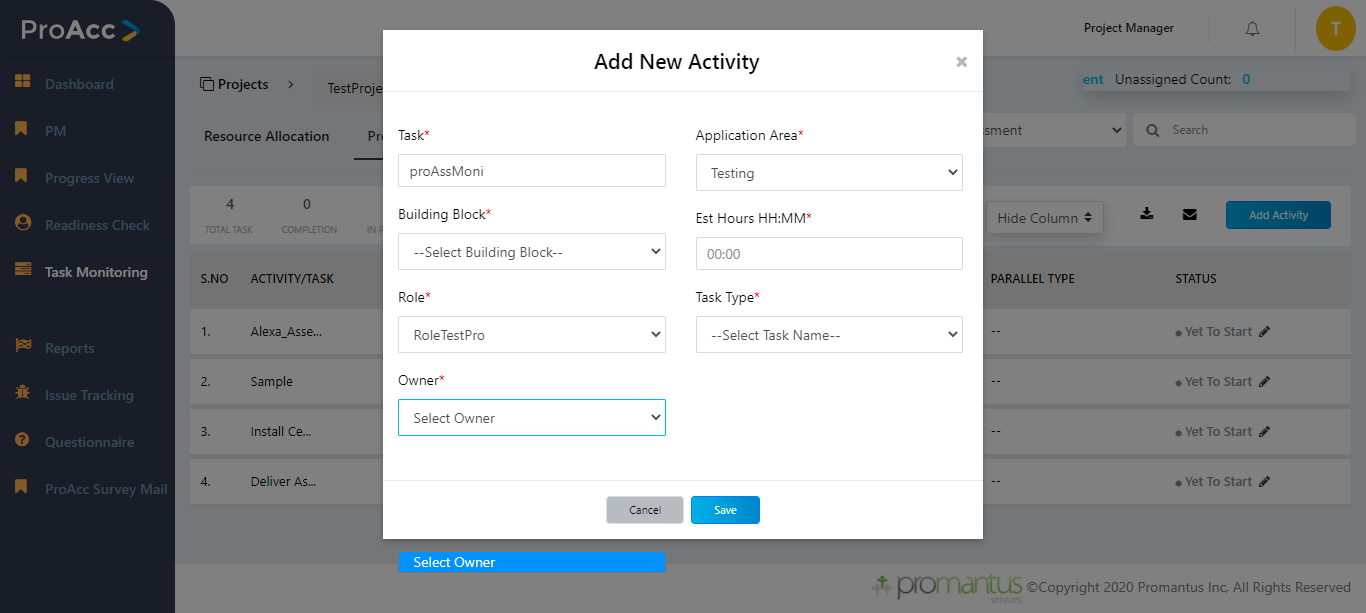 ProAcc
Dashboard
PM
Progress View
Readiness Check
Task Monitoring
Reports
Issue Tracking
Questionnaire
ProAcc Survey Mail
Project Manager
T
Projects
TestProje
ent Unassigned Count: 0
Resource Allocation
Pr
sment
Search
4
TOTAL TASK
0
COMPLETION
IN P
Hide Column
Add Activity
S.NO ACTIVITY/TASK PARALLEL TYPE STATUS
1. Alexa_Asse... -- Yet To Start
2. Sample -- Yet To Start
3. Install Ce... -- Yet To Start
4. Deliver As... -- Yet To Start
Add New Activity
×
Task*
proAssMoni
Application Area*
Testing
Building Block*
--Select Building Block--
Est Hours HH:MM*
00:00
Role*
RoleTestPro
Task Type*
--Select Task Name--
Owner*
Select Owner
Cancel
Save
Select Owner
promantus
services
©Copyright 2020 Promantus Inc, All Rights Reserved